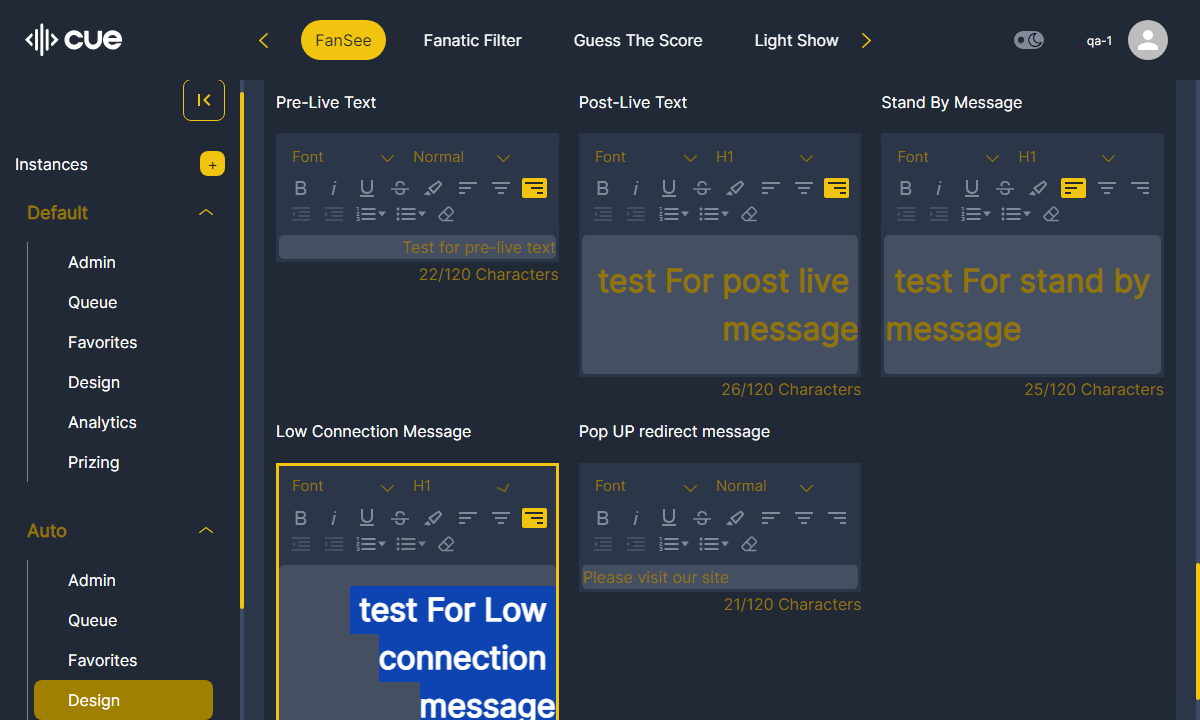 cue
FanSee
Fanatic Filter
Guess The Score
Light Show
qa-1
Instances
+
Default
Admin
Queue
Favorites
Design
Analytics
Prizing
Auto
Admin
Queue
Favorites
Design
Pre-Live Text
Font Normal
Test for pre-live text
22/120 Characters
Post-Live Text
Font H1
test For post live
message
26/120 Characters
Stand By Message
Font H1
test For stand by
message
25/120 Characters
Low Connection Message
Font H1
test For Low
connection
message
Pop UP redirect message
Font Normal
Please visit our site
21/120 Characters